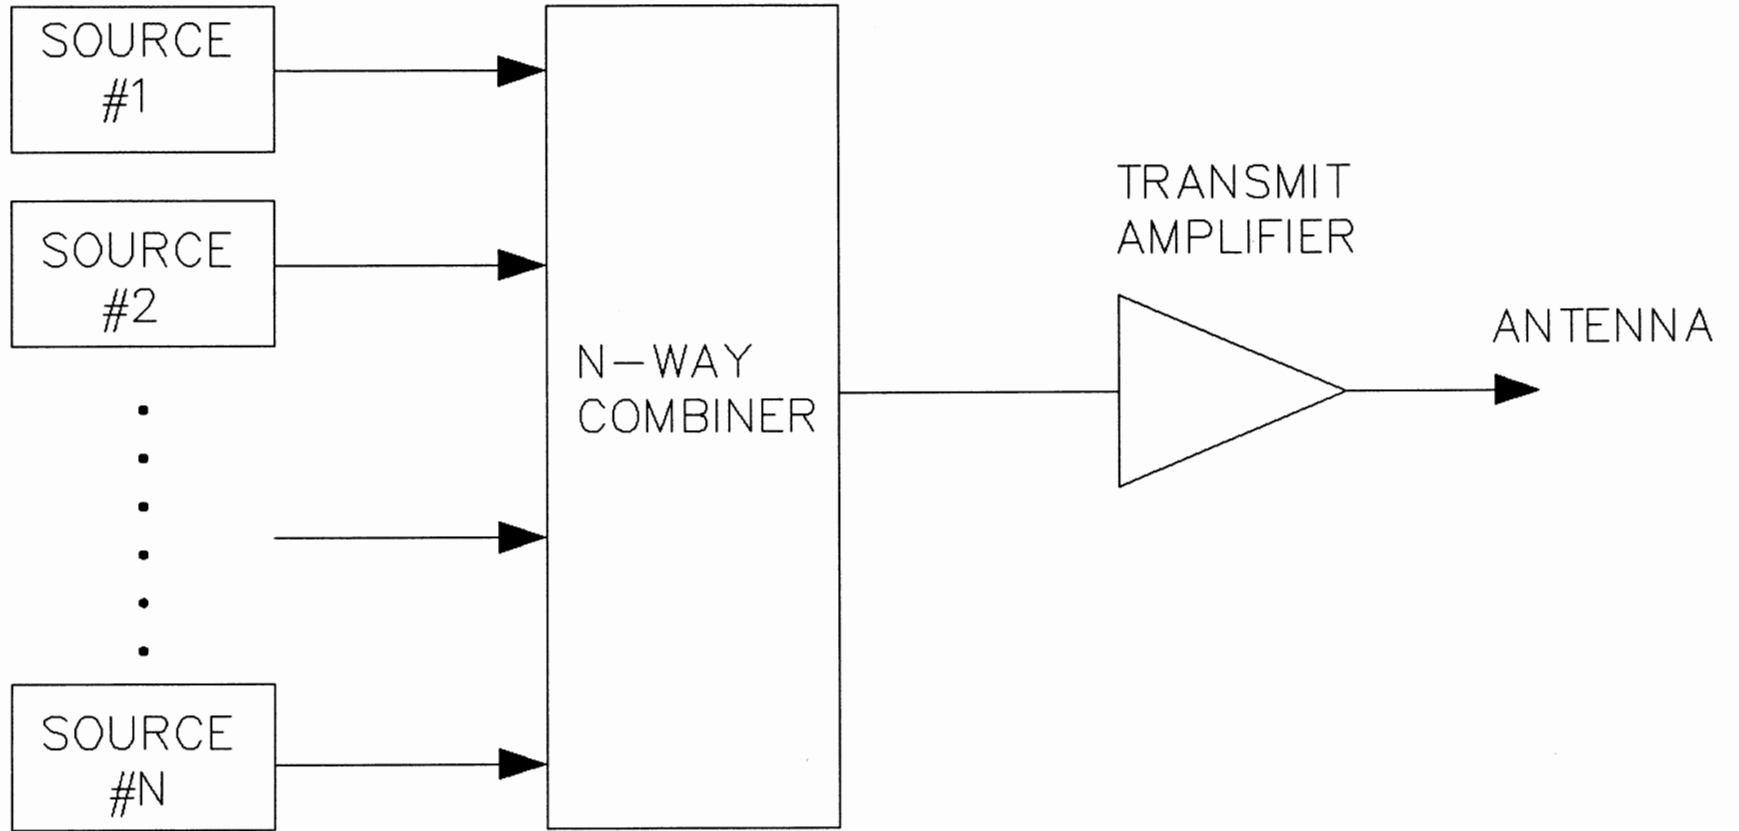 SOURCE
#1
SOURCE
#2
SOURCE
#N
N-WAY
COMBINER
TRANSMIT
AMPLIFIER
ANTENNA